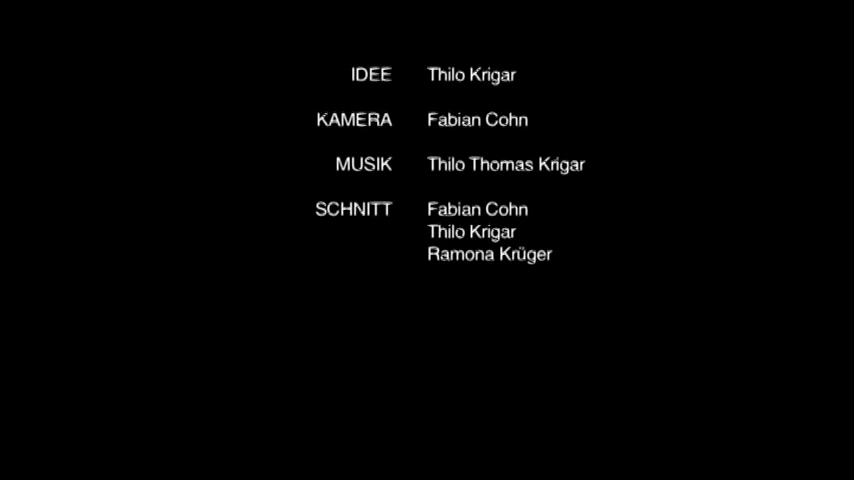 IDEE Thilo Krigar
KAMERA Fabian Cohn
MUSIK Thilo Thomas Krigar
SCHNITT Fabian Cohn
Thilo Krigar
Ramona Krüger